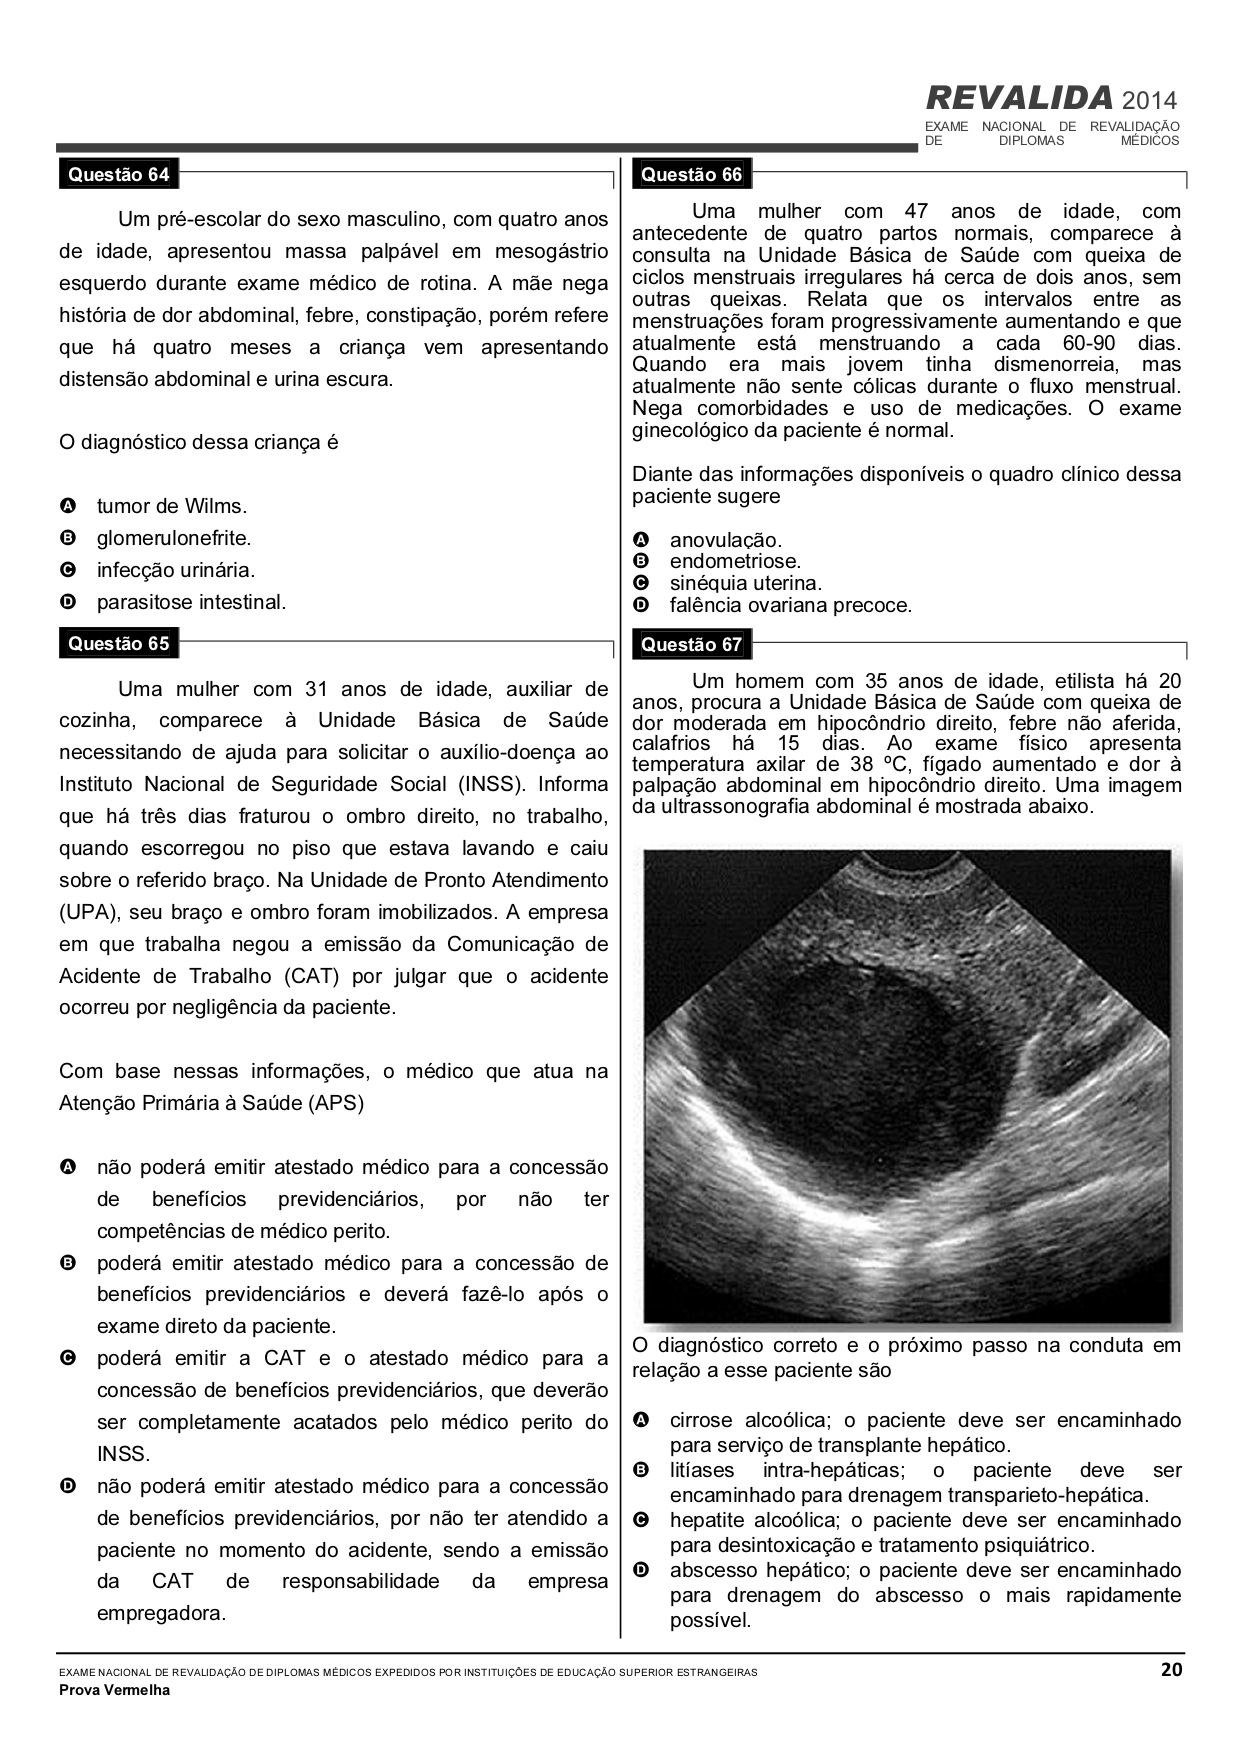 REVALIDA 2014
EXAME NACIONAL DE REVALIDAÇÃO
DE DIPLOMAS MÉDICOS
Questão 64
Um pré-escolar do sexo masculino, com quatro anos
de idade, apresentou massa palpável em mesogástrio
esquerdo durante exame médico de rotina. A mãe nega
história de dor abdominal, febre, constipação, porém refere
que há quatro meses a criança vem apresentando
distensão abdominal e urina escura.
O diagnóstico dessa criança é
A tumor de Wilms.
B glomerulonefrite.
C infecção urinária.
D parasitose intestinal.
Questão 65
Uma mulher com 31 anos de idade, auxiliar de
cozinha, comparece à Unidade Básica de Saúde
necessitando de ajuda para solicitar o auxílio-doença ao
Instituto Nacional de Seguridade Social (INSS). Informa
que há três dias fraturou o ombro direito, no trabalho,
quando escorregou no piso que estava lavando e caiu
sobre o referido braço. Na Unidade de Pronto Atendimento
(UPA), seu braço e ombro foram imobilizados. A empresa
em que trabalha negou a emissão da Comunicação de
Acidente de Trabalho (CAT) por julgar que o acidente
ocorreu por negligência da paciente.
Com base nessas informações, o médico que atua na
Atenção Primária à Saúde (APS)
A não poderá emitir atestado médico para a concessão
de benefícios previdenciários, por não ter
competências de médico perito.
B poderá emitir atestado médico para a concessão de
benefícios previdenciários e deverá fazê-lo após o
exame direto da paciente.
C poderá emitir a CAT e o atestado médico para a
concessão de benefícios previdenciários, que deverão
ser completamente acatados pelo médico perito do
INSS.
D não poderá emitir atestado médico para a concessão
de benefícios previdenciários, por não ter atendido a
paciente no momento do acidente, sendo a emissão
da CAT de responsabilidade da empresa
empregadora.
Questão 66
Uma mulher com 47 anos de idade, com
antecedente de quatro partos normais, comparece à
consulta na Unidade Básica de Saúde com queixa de
ciclos menstruais irregulares há cerca de dois anos, sem
outras queixas. Relata que os intervalos entre as
menstruações foram progressivamente aumentando e que
atualmente está menstruando a cada 60-90 dias.
Quando era mais jovem tinha dismenorreia, mas
atualmente não sente cólicas durante o fluxo menstrual.
Nega comorbidades e uso de medicações. O exame
ginecológico da paciente é normal.
Diante das informações disponíveis o quadro clínico dessa
paciente sugere
A anovulação.
B endometriose.
C sinéquia uterina.
D falência ovariana precoce.
Questão 67
Um homem com 35 anos de idade, etilista há 20
anos, procura a Unidade Básica de Saúde com queixa de
dor moderada em hipocôndrio direito, febre não aferida,
calafrios há 15 dias. Ao exame físico apresenta
temperatura axilar de 38 ºC, fígado aumentado e dor à
palpação abdominal em hipocôndrio direito. Uma imagem
da ultrassonografia abdominal é mostrada abaixo.
O diagnóstico correto e o próximo passo na conduta em
relação a esse paciente são
A cirrose alcoólica; o paciente deve ser encaminhado
para serviço de transplante hepático.
B litíases intra-hepáticas; o paciente deve ser
encaminhado para drenagem transparieto-hepática.
C hepatite alcoólica; o paciente deve ser encaminhado
para desintoxicação e tratamento psiquiátrico.
D abscesso hepático; o paciente deve ser encaminhado
para drenagem do abscesso o mais rapidamente
possível.
EXAME NACIONAL DE REVALIDAÇÃO DE DIPLOMAS MÉDICOS EXPEDIDOS POR INSTITUIÇÕES DE EDUCAÇÃO SUPERIOR ESTRANGEIRAS
20
Prova Vermelha